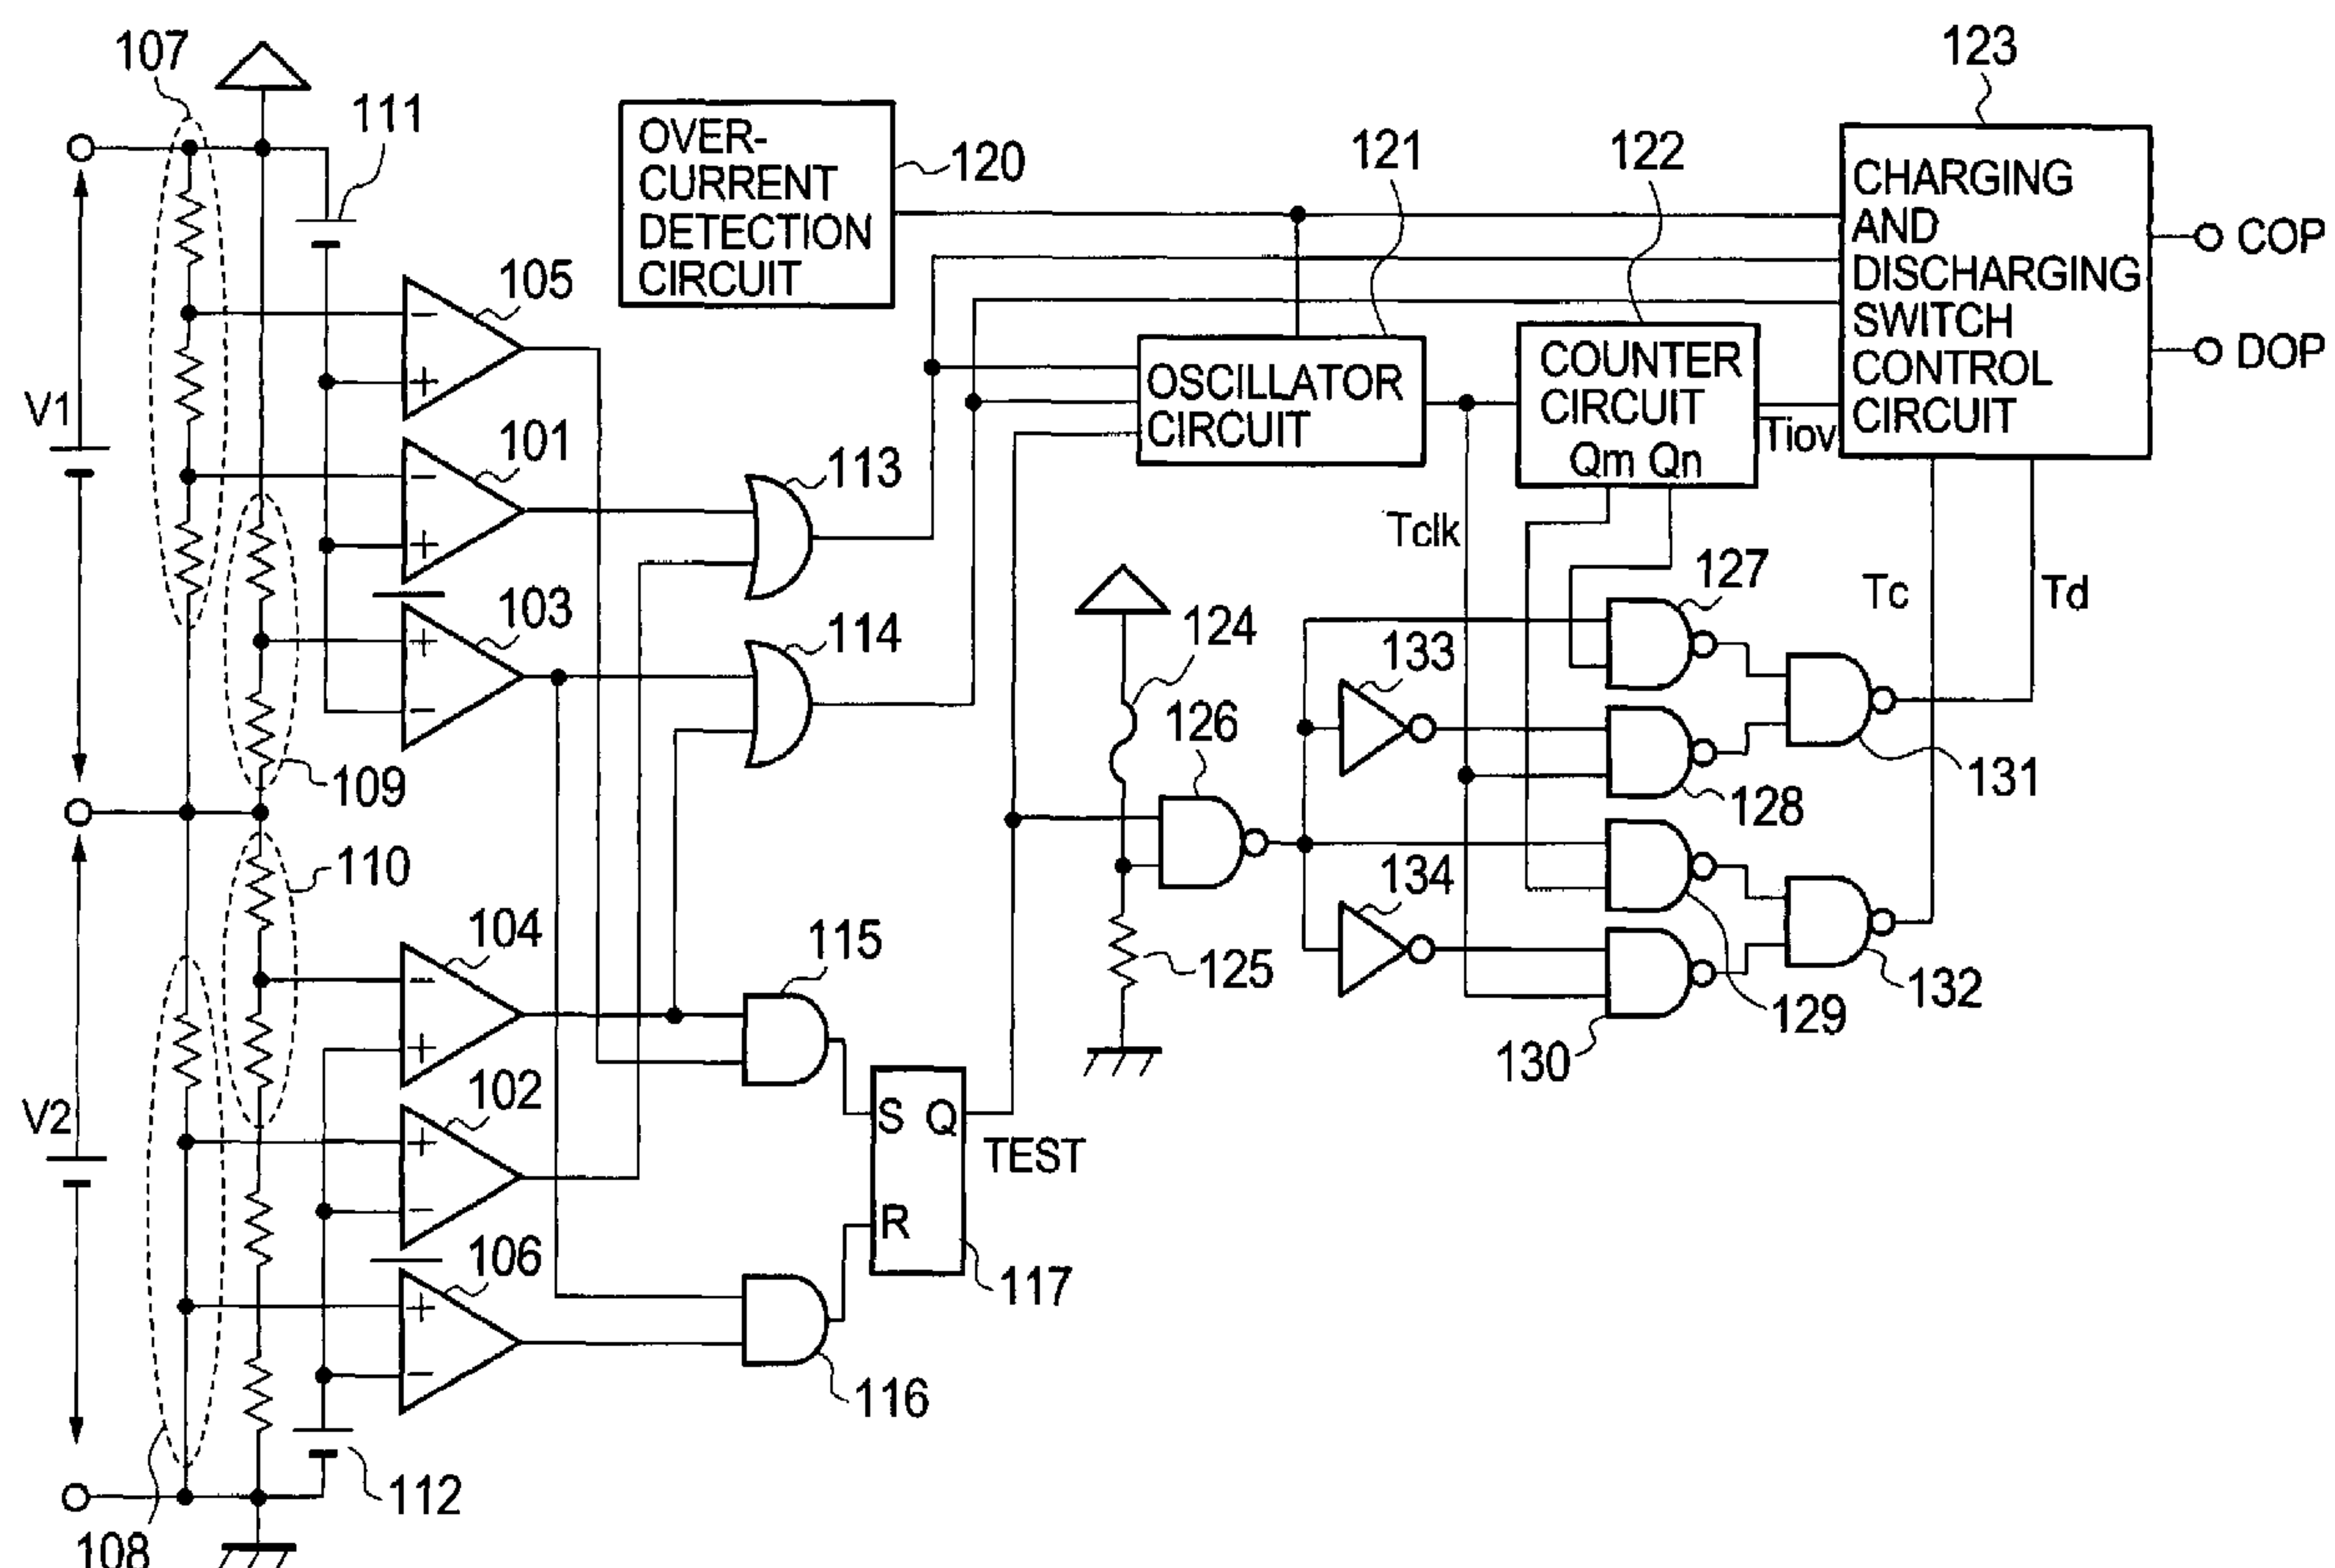 107
123
111
OVER-
CURRENT
DETECTION
CIRCUIT
120
121
122
CHARGING
AND
DISCHARGING
SWITCH
CONTROL
CIRCUIT
COP
DOP
105
−
+
V1
OSCILLATOR
CIRCUIT
COUNTER
CIRCUIT
Qm Qn
Tiov
101
−
+
113
Tclk
127
Tc
Td
103
+
−
114
124
133
126
109
131
128
110
134
104
−
+
115
125
132
129
130
102
+
−
V2
S Q
TEST
R
106
+
−
117
116
112
108